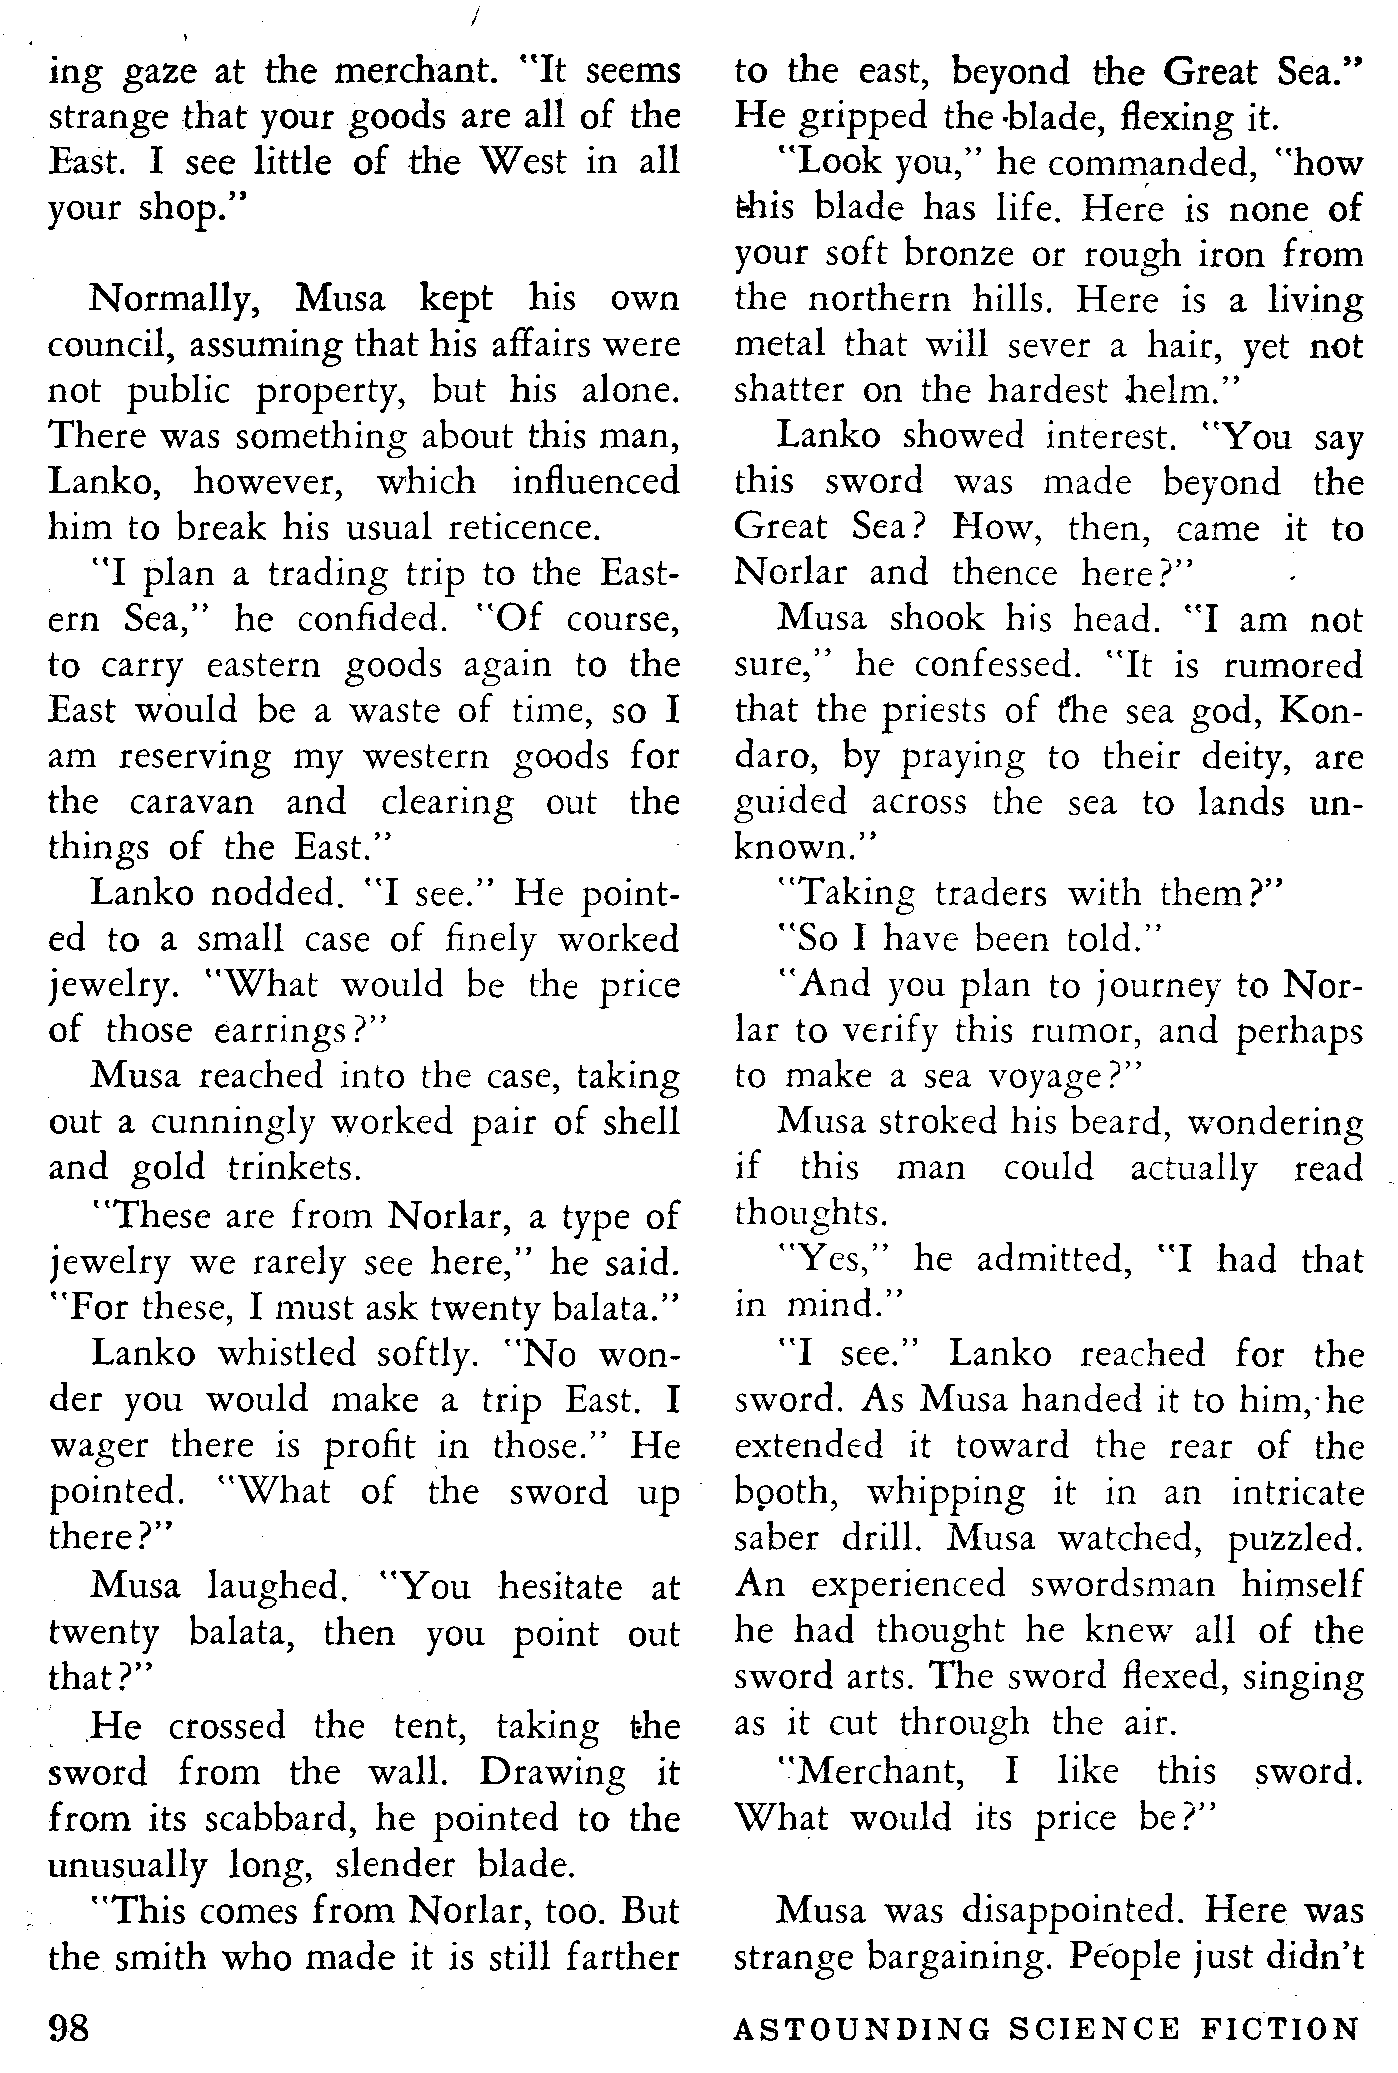 ing gaze at the merchant. "It seems
strange that your goods are all of the
East. I see little of the West in all
your shop."
Normally, Musa kept his own
council, assuming that his affairs were
not public property, but his alone.
There was something about this man,
Lanko, however, which influenced
him to break his usual reticence.
"I plan a trading trip to the East-
ern Sea," he confided. "Of course,
to carry eastern goods again to the
East would be a waste of time, so I
am reserving my western goods for
the caravan and clearing out the
things of the East."
Lanko nodded. "I see." He point-
ed to a small case of finely worked
jewelry. "What would be the price
of those earrings?"
Musa reached into the case, taking
out a cunningly worked pair of shell
and gold trinkets.
"These are from Norlar, a type of
jewelry we rarely see here," he said.
"For these, I must ask twenty balata."
Lanko whistled softly. "No won-
der you would make a trip East. I
wager there is profit in those." He
pointed. "What of the sword up
there?"
Musa laughed. "You hesitate at
twenty balata, then you point out
that?"
He crossed the tent, taking the
sword from the wall. Drawing it
from its scabbard, he pointed to the
unusually long, slender blade.
"This comes from Norlar, too. But
the smith who made it is still farther
to the east, beyond the Great Sea."
He gripped the blade, flexing it.
"Look you," he commanded, "how
this blade has life. Here is none of
your soft bronze or rough iron from
the northern hills. Here is a living
metal that will sever a hair, yet not
shatter on the hardest helm."
Lanko showed interest. "You say
this sword was made beyond the
Great Sea? How, then, came it to
Norlar and thence here?"
Musa shook his head. "I am not
sure," he confessed. "It is rumored
that the priests of the sea god, Kon-
daro, by praying to their deity, are
guided across the sea to lands un-
known."
"Taking traders with them?"
"So I have been told."
"And you plan to journey to Nor-
lar to verify this rumor, and perhaps
to make a sea voyage?"
Musa stroked his beard, wondering
if this man could actually read
thoughts.
"Yes," he admitted, "I had that
in mind."
"I see." Lanko reached for the
sword. As Musa handed it to him, he
extended it toward the rear of the
booth, whipping it in an intricate
saber drill. Musa watched, puzzled.
An experienced swordsman himself
he had thought he knew all of the
sword arts. The sword flexed, singing
as it cut through the air.
"Merchant, I like this sword.
What would its price be?"
Musa was disappointed. Here was
strange bargaining. People just didn't
98
ASTOUNDING SCIENCE FICTION